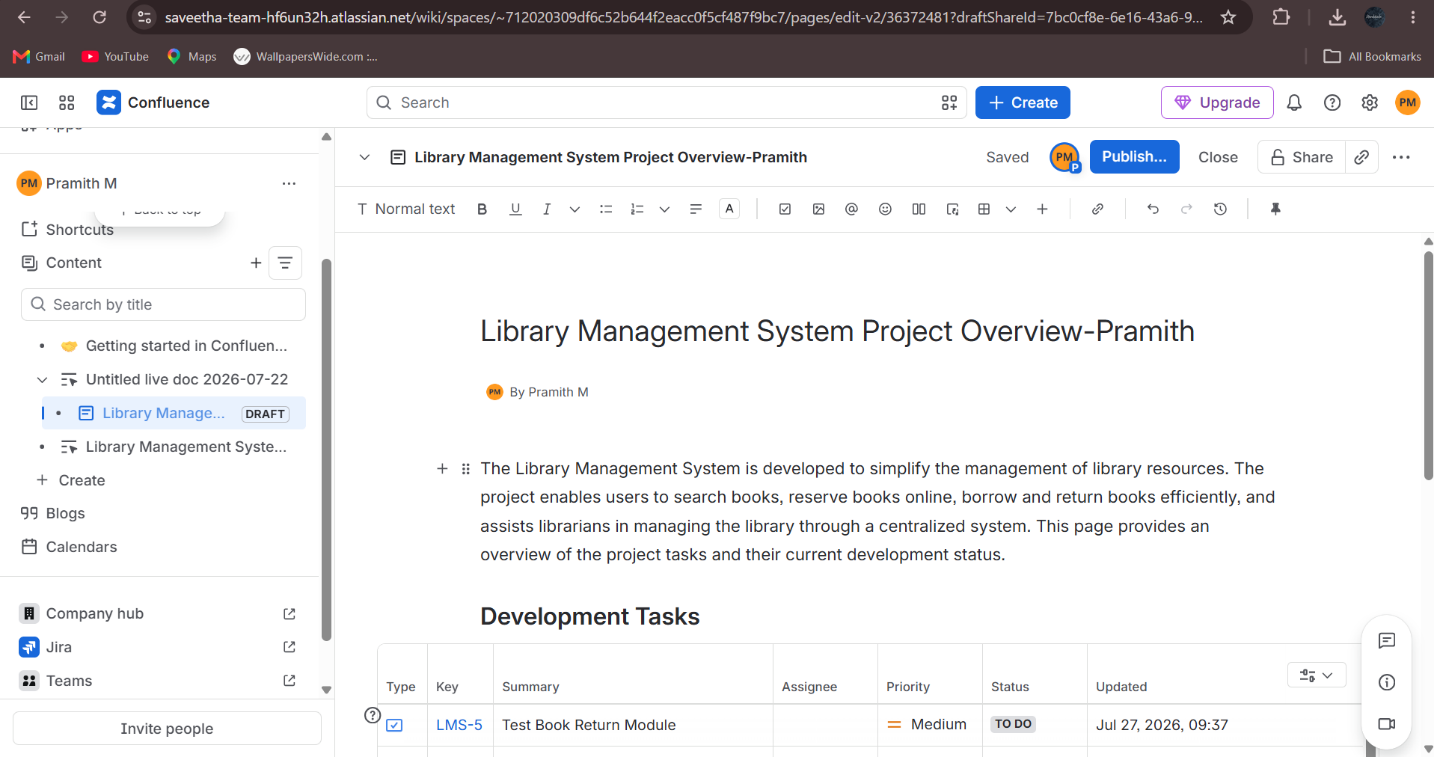 saveetha-team-hf6un32h.atlassian.net/wiki/spaces/~712020309df6c52b644f2eacc0f5cf487f9bc7/pages/edit-v2/36372481?draftShareId=7bc0cf8e-6e16-43a6-9...
Gmail YouTube Maps WallpapersWide.com :... All Bookmarks
Confluence Search Create Upgrade PM
Apps
Library Management System Project Overview-Pramith Saved PM P Publish... Close Share
PM Pramith M
Back to top
T Normal text B U I A
Shortcuts
Content
Search by title
Getting started in Confluen...
Untitled live doc 2026-07-22
Library Manage... DRAFT
Library Management Syste...
Create
Blogs
Calendars
Company hub
Jira
Teams
Invite people
Library Management System Project Overview-Pramith
PM By Pramith M
The Library Management System is developed to simplify the management of library resources. The
project enables users to search books, reserve books online, borrow and return books efficiently, and
assists librarians in managing the library through a centralized system. This page provides an
overview of the project tasks and their current development status.
Development Tasks
Type Key Summary Assignee Priority Status Updated
LMS-5 Test Book Return Module Medium TO DO Jul 27, 2026, 09:37